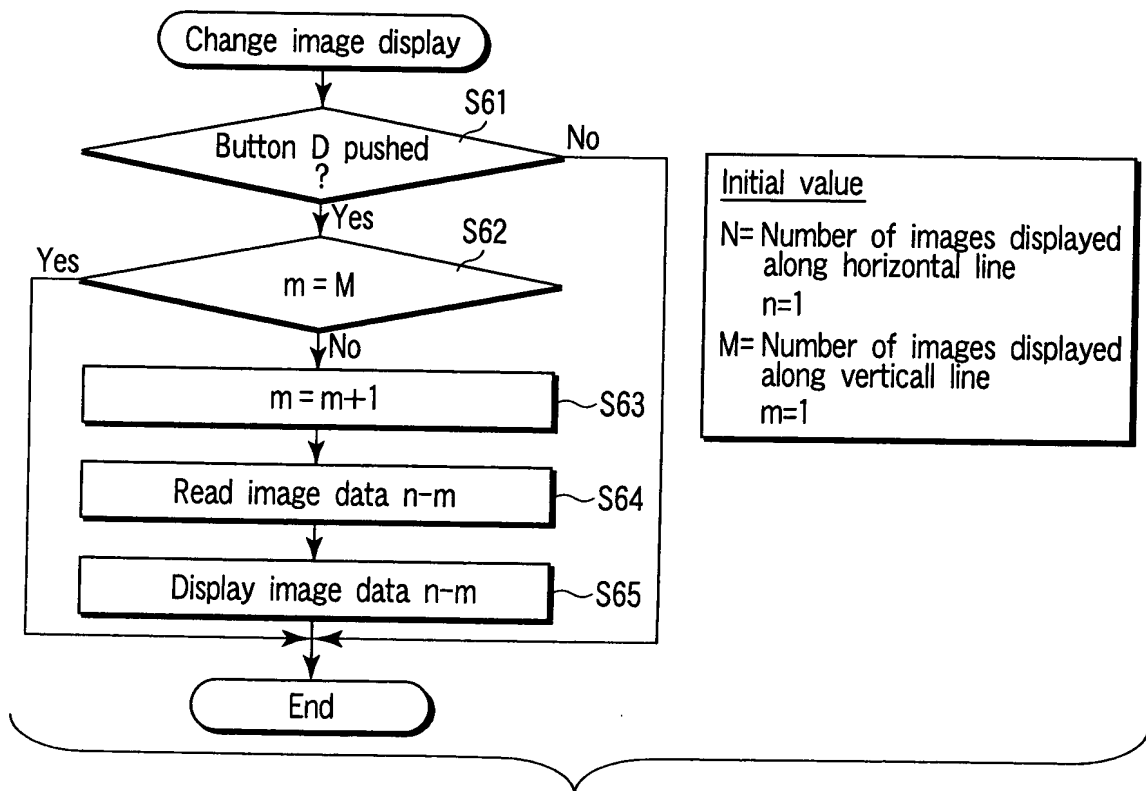 Change image display
S61
Button D pushed
?
No
Yes
S62
Yes
m = M
No
m = m+1
S63
Read image data n-m
S64
Display image data n-m
S65
End
Initial value
N= Number of images displayed
along horizontal line
n=1
M= Number of images displayed
along verticall line
m=1